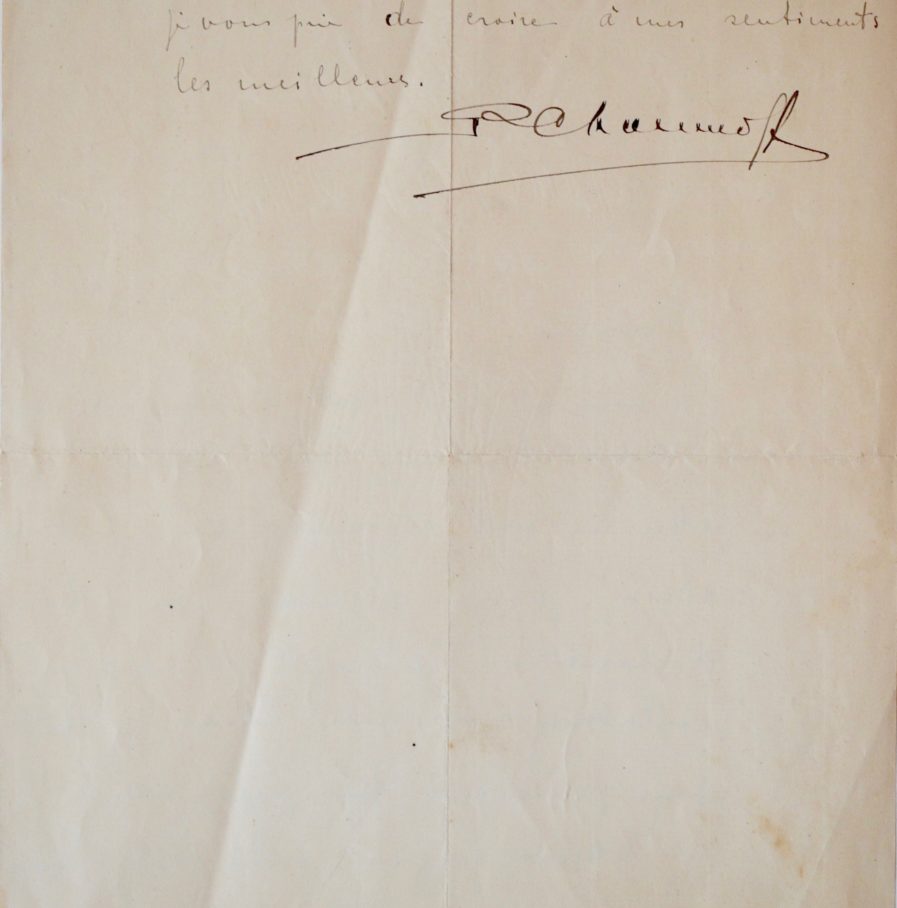 je vous prie de croire à mes sentiments
les meilleurs.